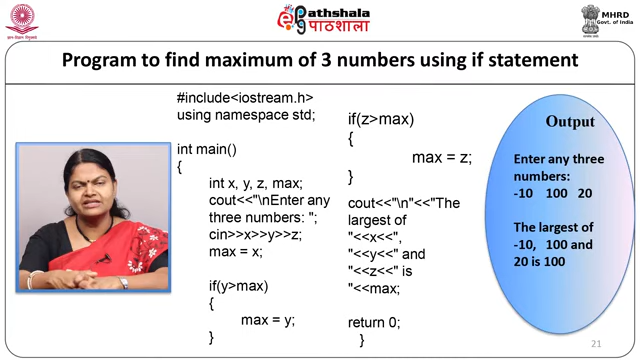 Pathshala
पाठशाला
MHRD
Govt. of India
Program to find maximum of 3 numbers using if statement
#include<iostream.h>
using namespace std;
int main()
{
int x, y, z, max;
cout<<"\nEnter any
three numbers: ";
cin>>x>>y>>z;
max = x;
if(y>max)
{
max = y;
}
if(z>max)
{
max = z;
}
cout<<"\n"<<"The
largest of
"<<x<<",
"<<y<<" and
"<<z<<" is
"<<max;
return 0;
}
Output
Enter any three
numbers:
-10 100 20
The largest of
-10, 100 and
20 is 100
21